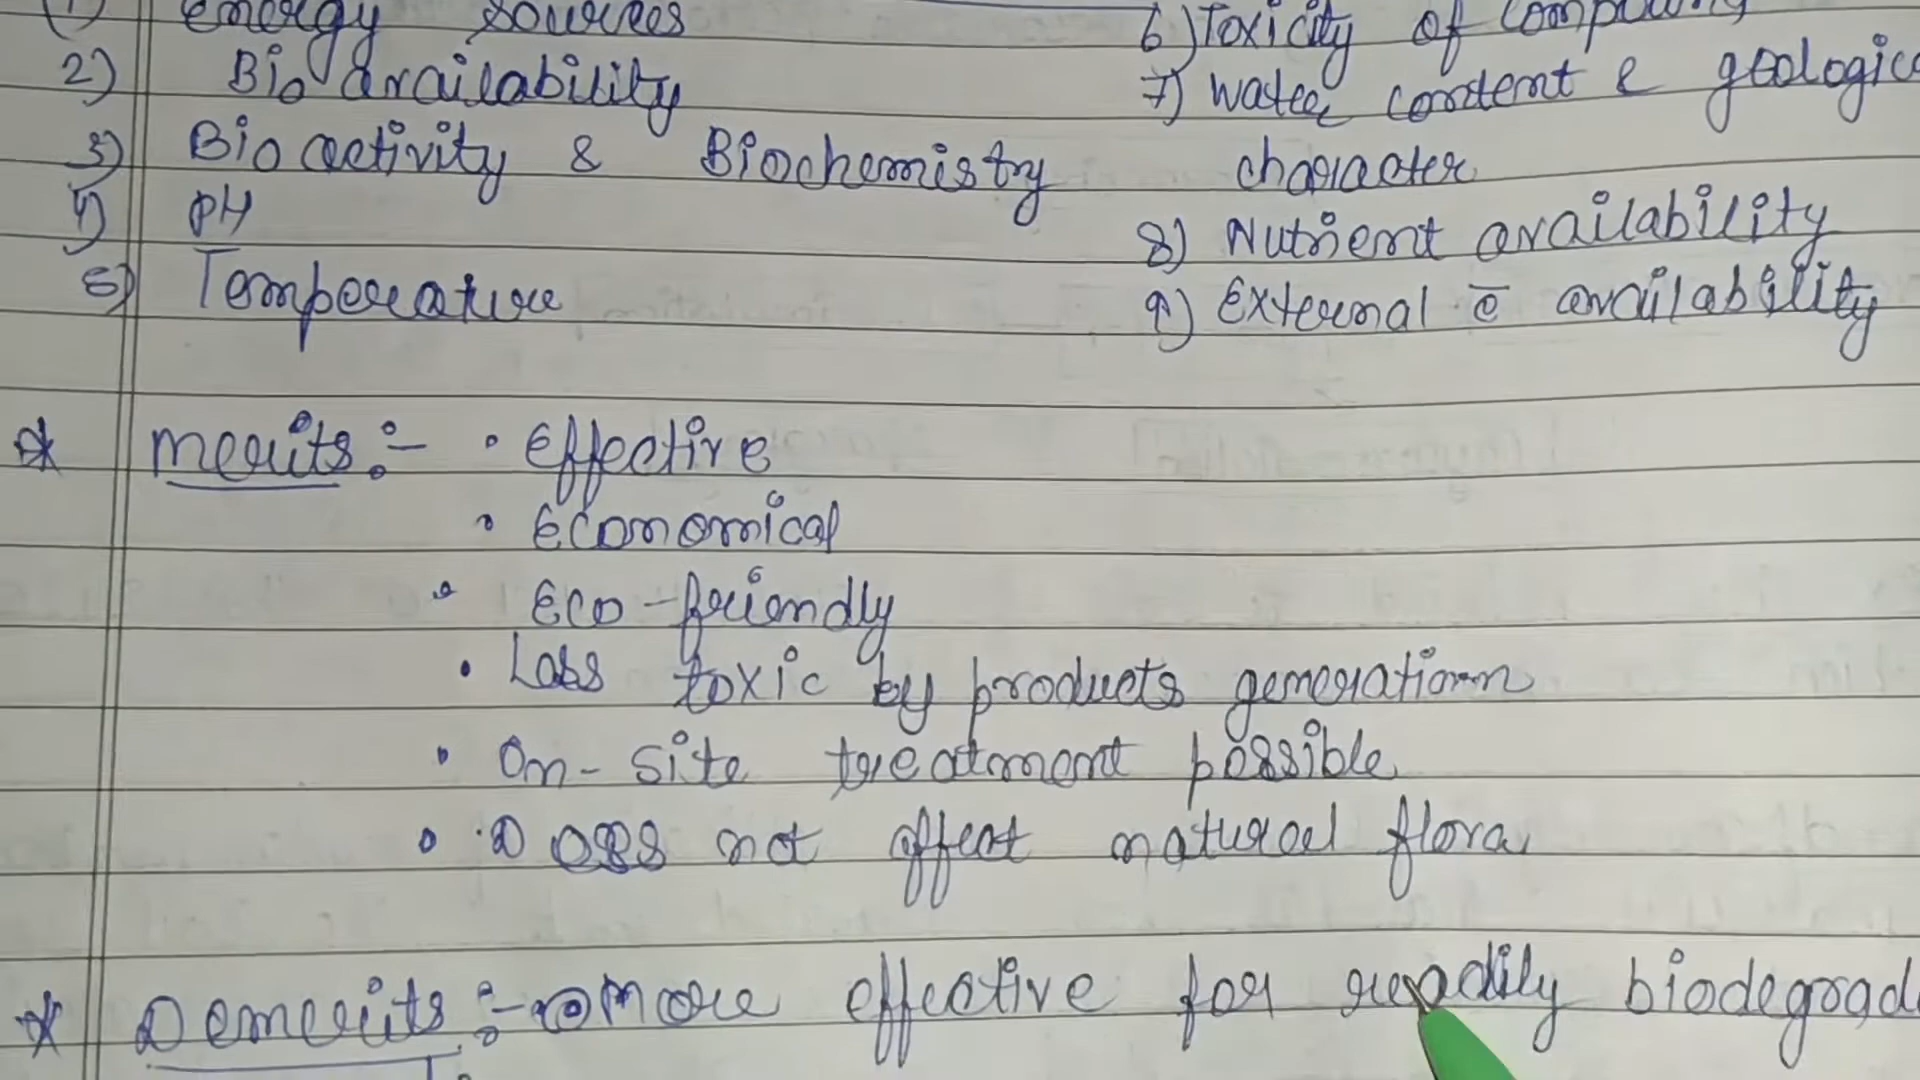 (1) energy sources
2) Bio availability
3) Bio activity & Biochemistry
4) pH
5) Temperature
6) Toxicity of
7) Water content & geologic
character
8) Nutrient availability
9) External e availability
* merits :- • Effective
• Economical
• Eco-friendly
• Less toxic by products generation
• On-site treatment possible
• Does not affect natural flora
* Demerits :- • More effective for readily biodegrad